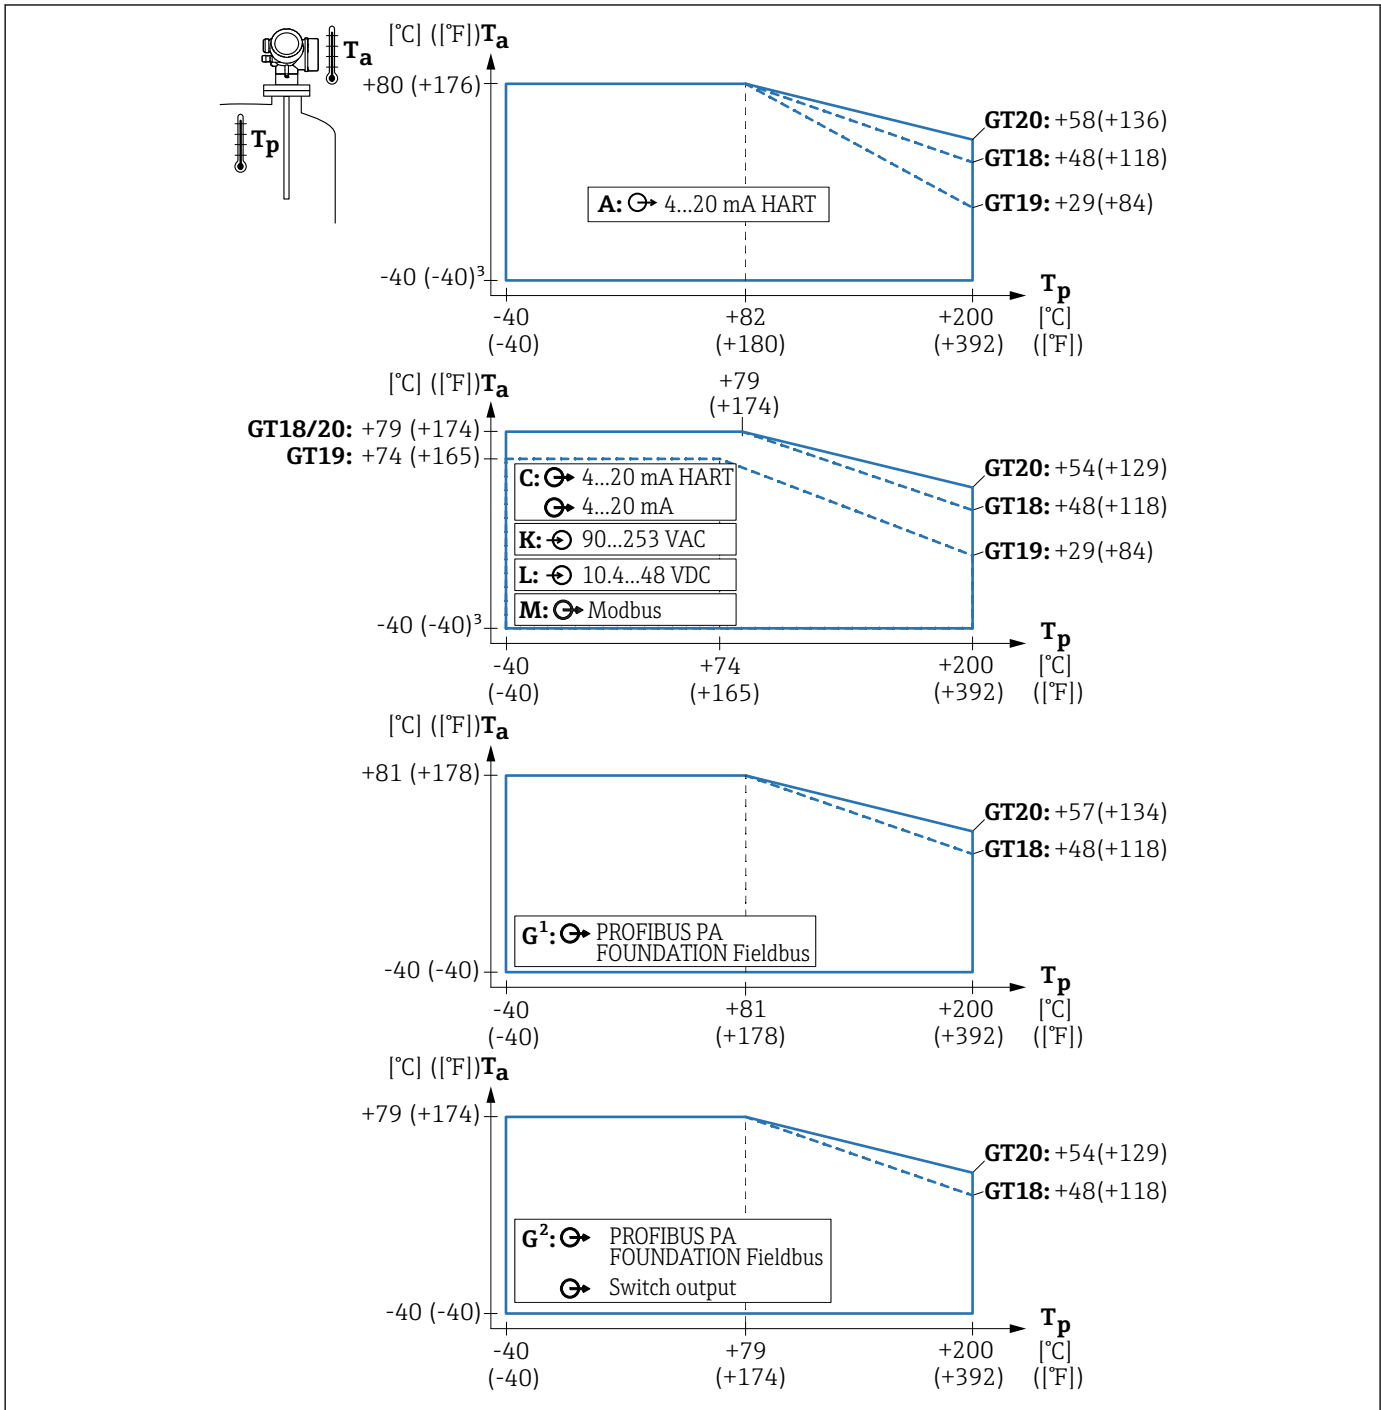 [°C] ([°F]) Ta
Ta
Tp
+80 (+176)
GT20: +58(+136)
GT18: +48(+118)
A: 4...20 mA HART
GT19: +29(+84)
-40 (-40)³
Tp
-40 +82 +200 [°C]
(-40) (+180) (+392) ([°F])
[°C] ([°F]) Ta
+79
(+174)
GT18/20: +79 (+174)
GT19: +74 (+165)
GT20: +54(+129)
C: 4...20 mA HART
4...20 mA
GT18: +48(+118)
K: 90...253 VAC
GT19: +29(+84)
L: 10.4...48 VDC
M: Modbus
-40 (-40)³
Tp
-40 +74 +200 [°C]
(-40) (+165) (+392) ([°F])
[°C] ([°F]) Ta
+81 (+178)
GT20: +57(+134)
GT18: +48(+118)
G¹: PROFIBUS PA
FOUNDATION Fieldbus
-40 (-40)
Tp
-40 +81 +200 [°C]
(-40) (+178) (+392) ([°F])
[°C] ([°F]) Ta
+79 (+174)
GT20: +54(+129)
GT18: +48(+118)
G²: PROFIBUS PA
FOUNDATION Fieldbus
Switch output
-40 (-40)
Tp
-40 +79 +200 [°C]
(-40) (+174) (+392) ([°F])